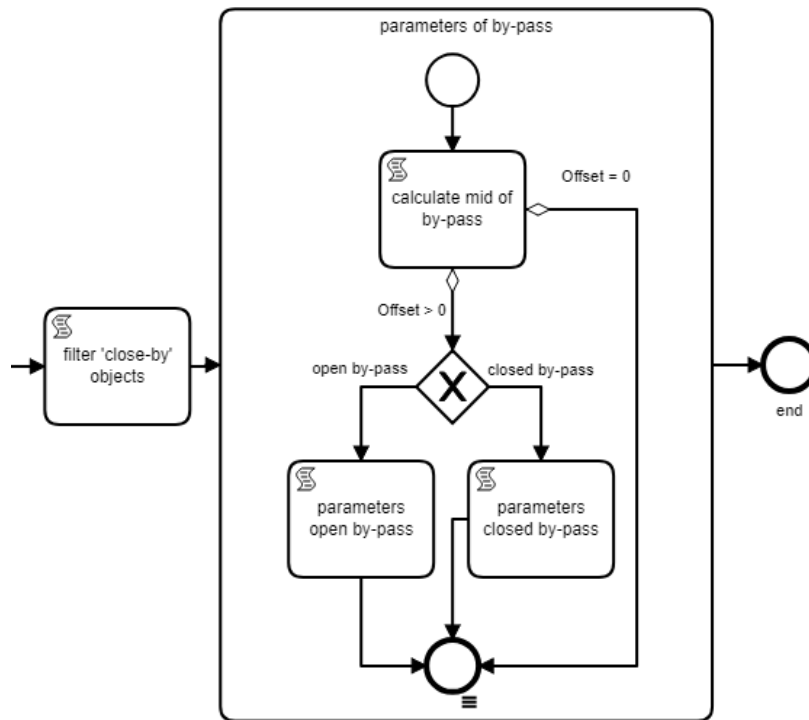 parameters of by-pass
Offset = 0
calculate mid of
by-pass
Offset > 0
filter 'close-by'
objects
open by-pass
closed by-pass
end
parameters
open by-pass
parameters
closed by-pass